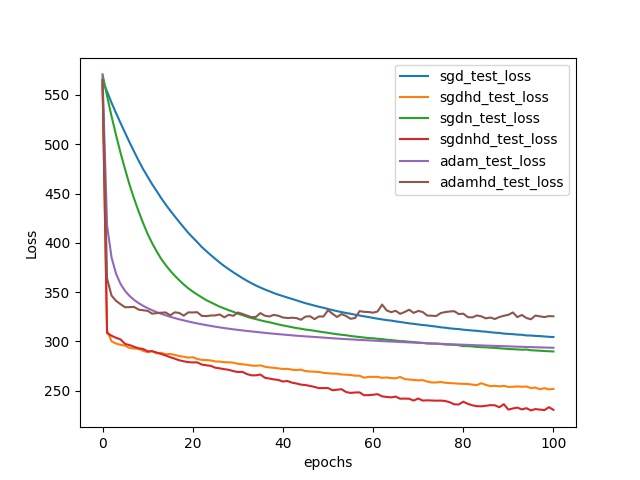 550
500
450
400
350
300
250
Loss
0
20
40
60
80
100
epochs
sgd_test_loss
sgdhd_test_loss
sgdn_test_loss
sgdnhd_test_loss
adam_test_loss
adamhd_test_loss